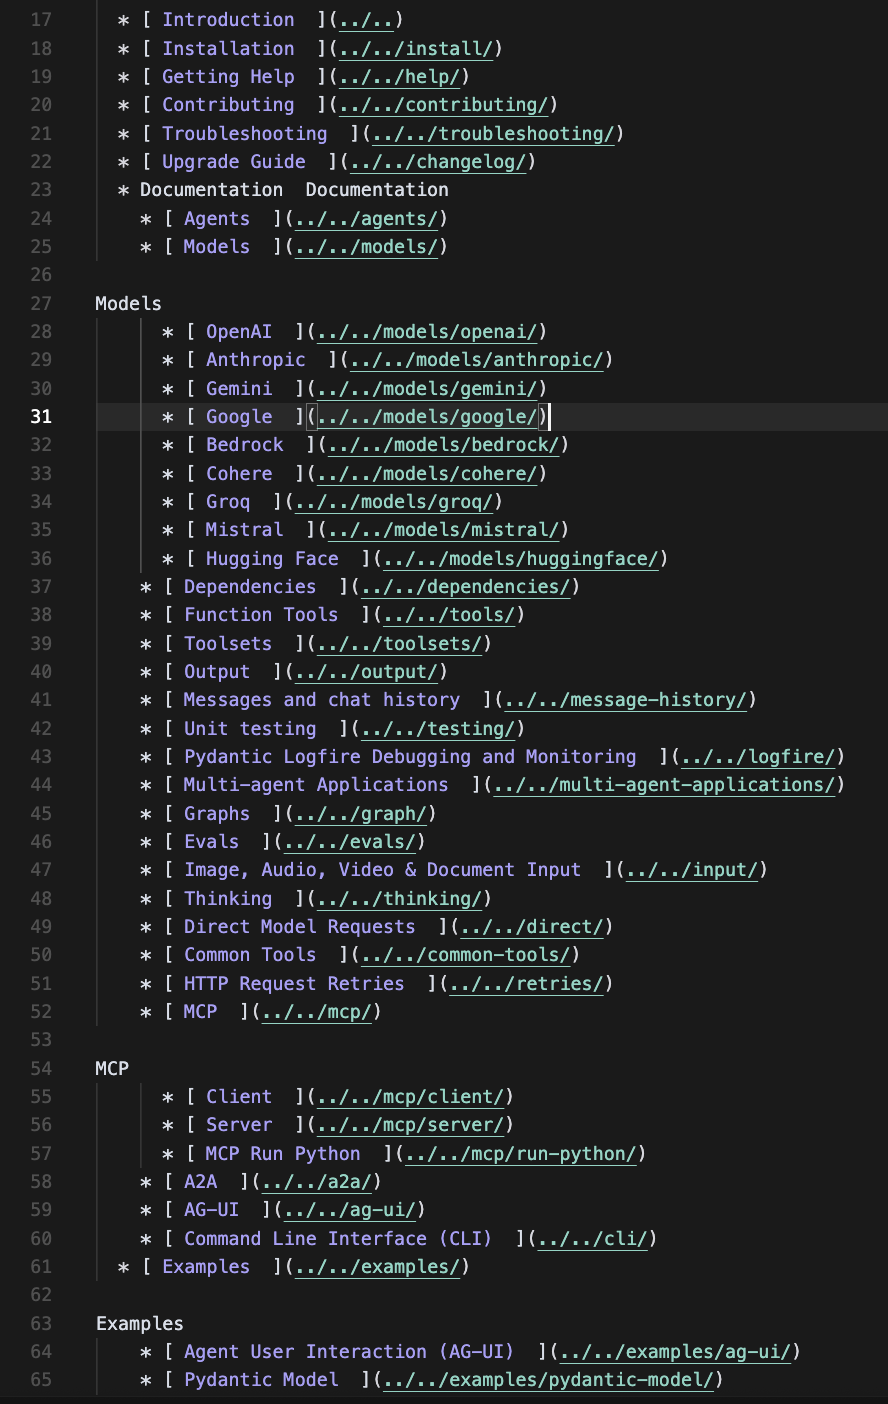 17 * [ Introduction  ](../..)
18 * [ Installation  ](../../install/)
19 * [ Getting Help  ](../../help/)
20 * [ Contributing  ](../../contributing/)
21 * [ Troubleshooting  ](../../troubleshooting/)
22 * [ Upgrade Guide  ](../../changelog/)
23 * Documentation  Documentation
24 * [ Agents  ](../../agents/)
25 * [ Models  ](../../models/)
26
27 Models
28 * [ OpenAI  ](../../models/openai/)
29 * [ Anthropic  ](../../models/anthropic/)
30 * [ Gemini  ](../../models/gemini/)
31 * [ Google  ](../../models/google/)
32 * [ Bedrock  ](../../models/bedrock/)
33 * [ Cohere  ](../../models/cohere/)
34 * [ Groq  ](../../models/groq/)
35 * [ Mistral  ](../../models/mistral/)
36 * [ Hugging Face  ](../../models/huggingface/)
37 * [ Dependencies  ](../../dependencies/)
38 * [ Function Tools  ](../../tools/)
39 * [ Toolsets  ](../../toolsets/)
40 * [ Output  ](../../output/)
41 * [ Messages and chat history  ](../../message-history/)
42 * [ Unit testing  ](../../testing/)
43 * [ Pydantic Logfire Debugging and Monitoring  ](../../logfire/)
44 * [ Multi-agent Applications  ](../../multi-agent-applications/)
45 * [ Graphs  ](../../graph/)
46 * [ Evals  ](../../evals/)
47 * [ Image, Audio, Video & Document Input  ](../../input/)
48 * [ Thinking  ](../../thinking/)
49 * [ Direct Model Requests  ](../../direct/)
50 * [ Common Tools  ](../../common-tools/)
51 * [ HTTP Request Retries  ](../../retries/)
52 * [ MCP  ](../../mcp/)
53
54 MCP
55 * [ Client  ](../../mcp/client/)
56 * [ Server  ](../../mcp/server/)
57 * [ MCP Run Python  ](../../mcp/run-python/)
58 * [ A2A  ](../../a2a/)
59 * [ AG-UI  ](../../ag-ui/)
60 * [ Command Line Interface (CLI)  ](../../cli/)
61 * [ Examples  ](../../examples/)
62
63 Examples
64 * [ Agent User Interaction (AG-UI)  ](../../examples/ag-ui/)
65 * [ Pydantic Model  ](../../examples/pydantic-model/)